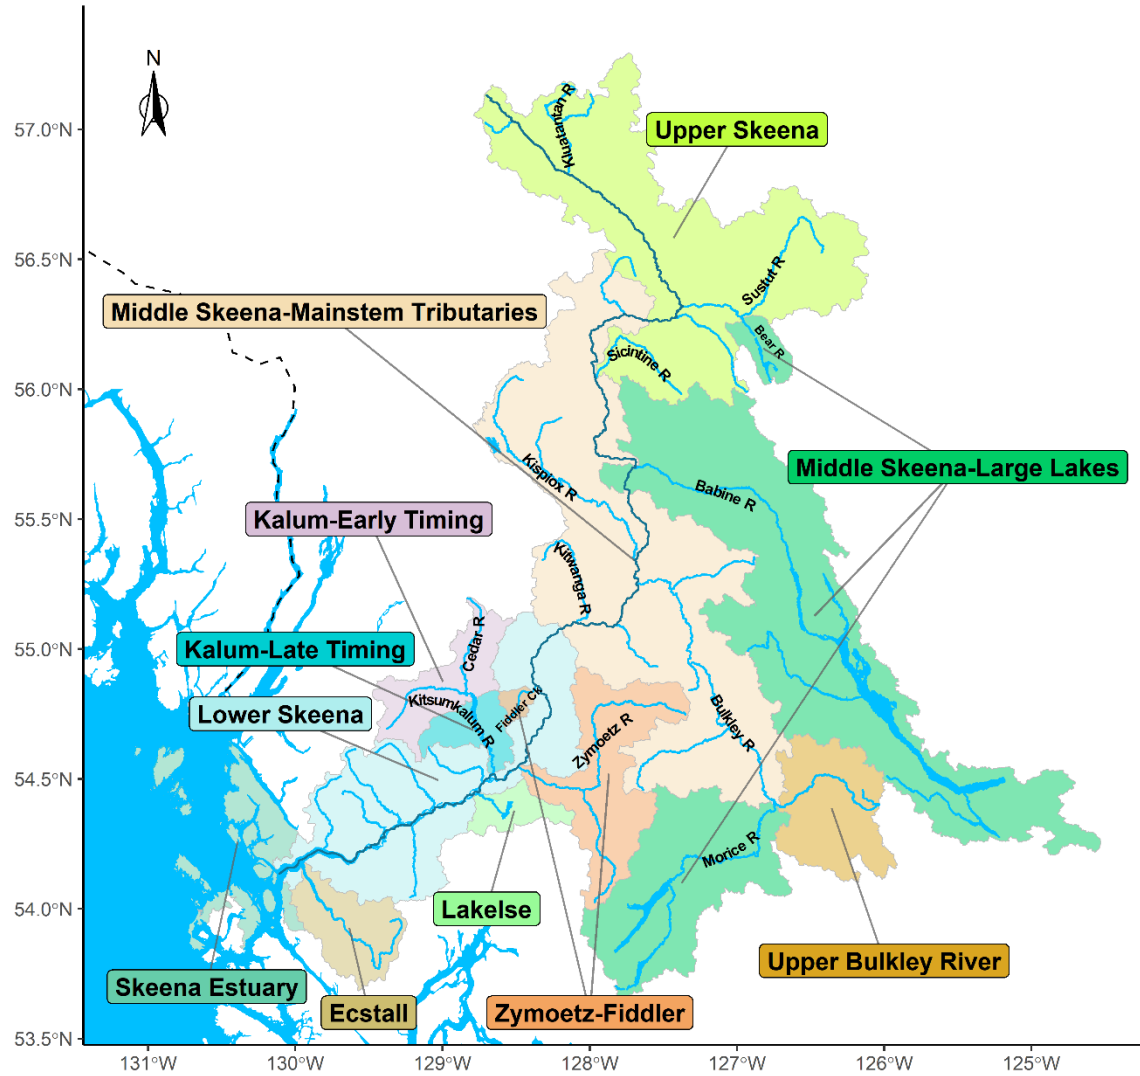 N
57.0°N
56.5°N
56.0°N
55.5°N
55.0°N
54.5°N
54.0°N
53.5°N
Kluatantan R
Upper Skeena
Sustut R
Middle Skeena-Mainstem Tributaries
Bear R
Sicintine R
Middle Skeena-Large Lakes
Kispiox R
Babine R
Kalum-Early Timing
Kitwanga R
Cedar R
Kalum-Late Timing
Kitsumkalum R
Fiddler Ck
Lower Skeena
Bulkley R
Zymoetz R
Morice R
Lakelse
Upper Bulkley River
Skeena Estuary
Ecstall
Zymoetz-Fiddler
131°W
130°W
129°W
128°W
127°W
126°W
125°W